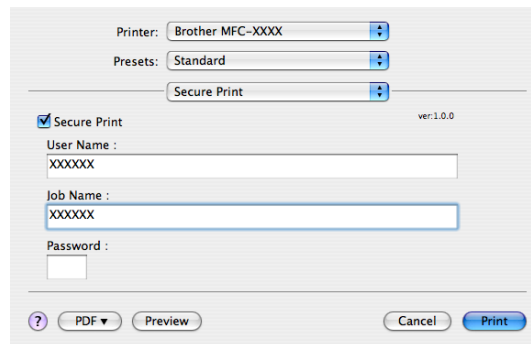 Printer: Brother MFC-XXXX
Presets: Standard
Secure Print
Secure Print ver:1.0.0
User Name :
XXXXXX
Job Name :
XXXXXX
Password :
? PDF▼ Preview Cancel Print